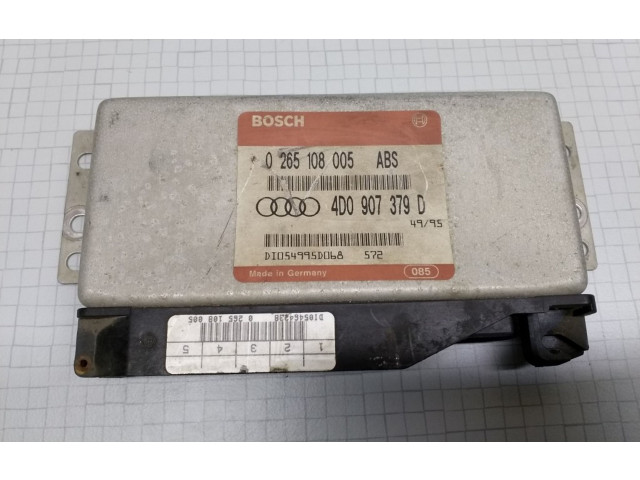 BOSCH
0 265 108 005 ABS
4D0 907 379 D
49/95
DI054995D068 572
Made in Germany
085
DI05464238 0 265 108 005
1 2 3 4 5